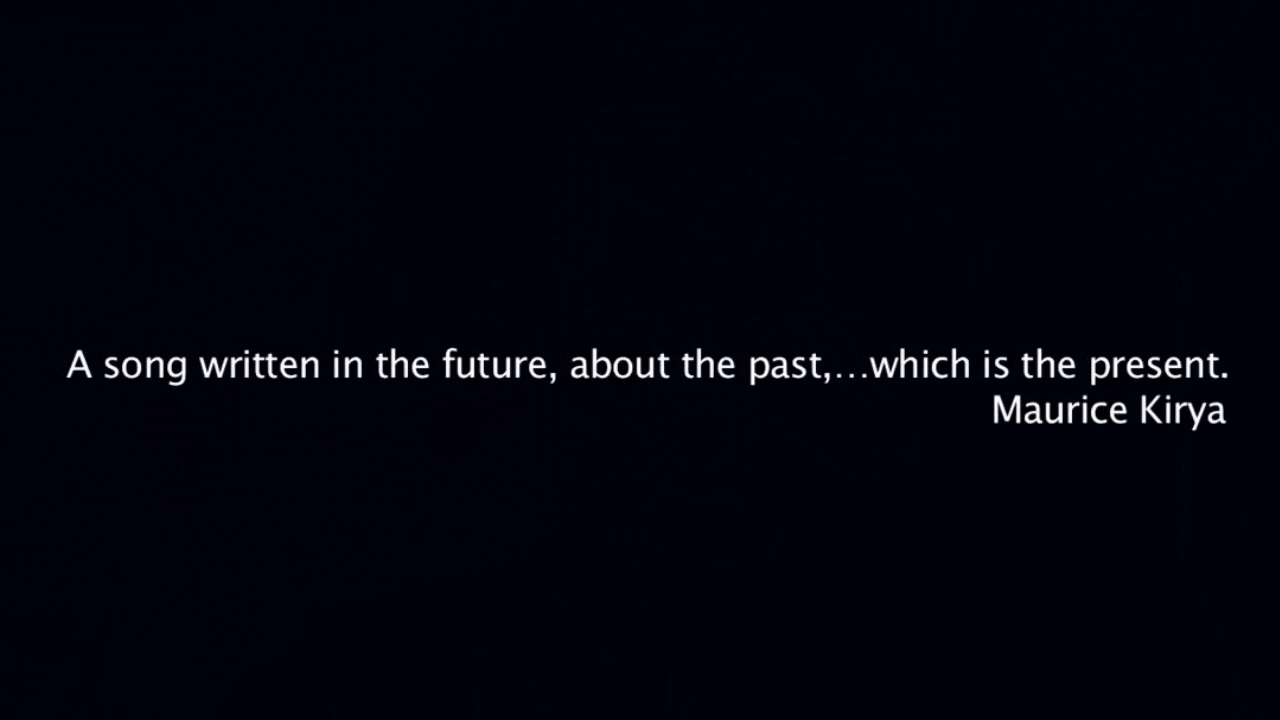 A song written in the future, about the past,...which is the present.
Maurice Kirya